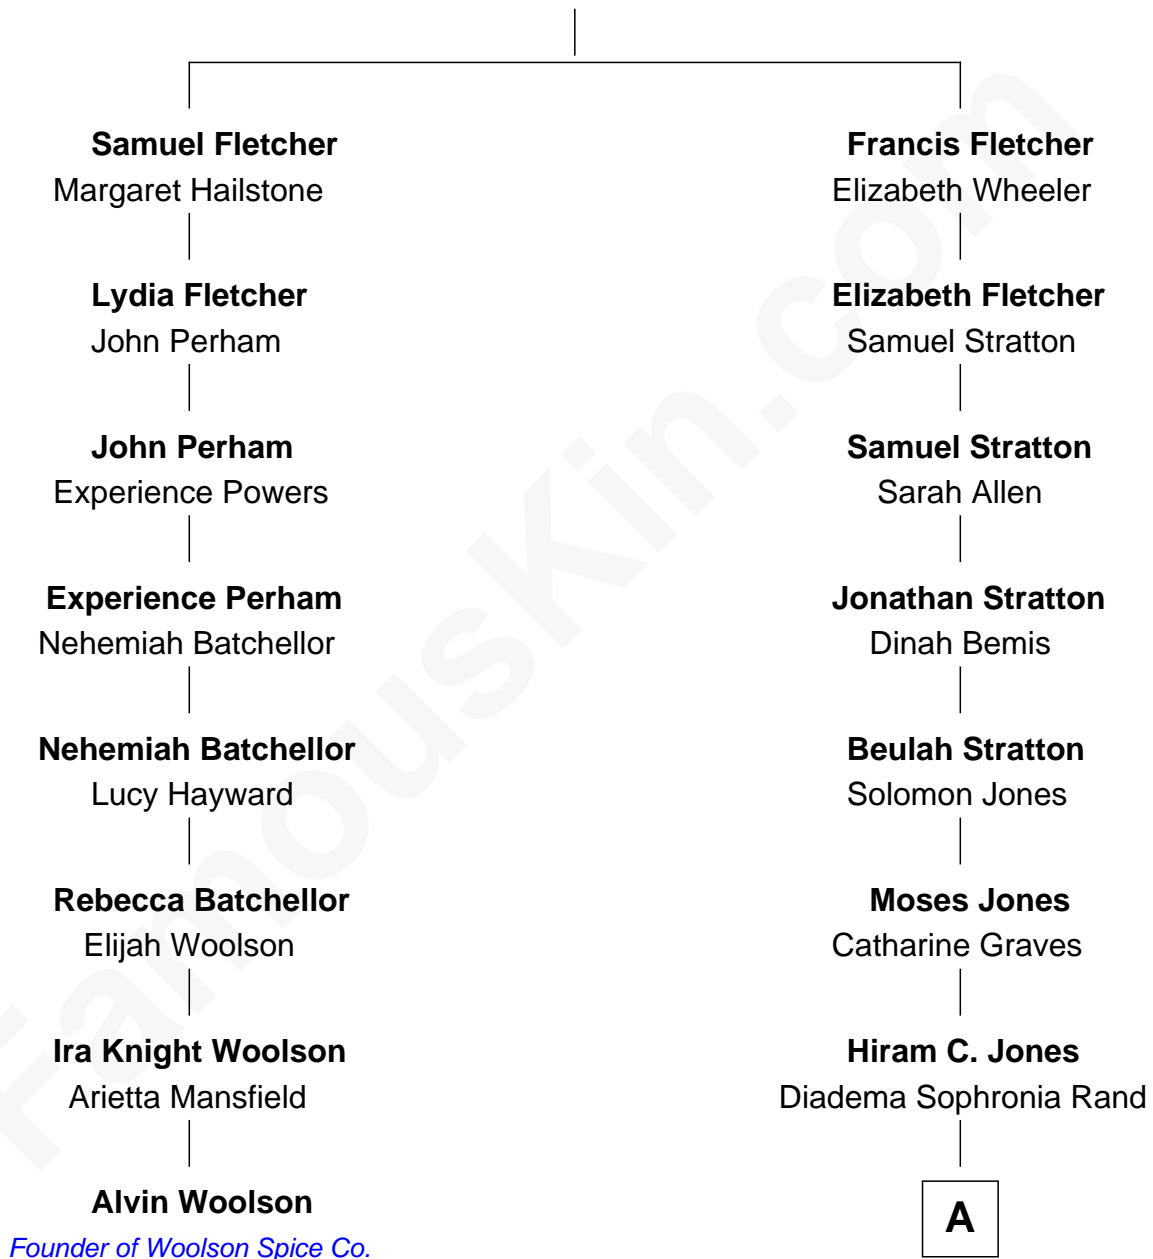 Samuel Fletcher
Margaret Hailstone
Lydia Fletcher
John Perham
John Perham
Experience Powers
Experience Perham
Nehemiah Batchellor
Nehemiah Batchellor
Lucy Hayward
Rebecca Batchellor
Elijah Woolson
Ira Knight Woolson
Arietta Mansfield
Alvin Woolson
Founder of Woolson Spice Co.
Francis Fletcher
Elizabeth Wheeler
Elizabeth Fletcher
Samuel Stratton
Samuel Stratton
Sarah Allen
Jonathan Stratton
Dinah Bemis
Beulah Stratton
Solomon Jones
Moses Jones
Catharine Graves
Hiram C. Jones
Diadema Sophronia Rand
A
FamousKin.com